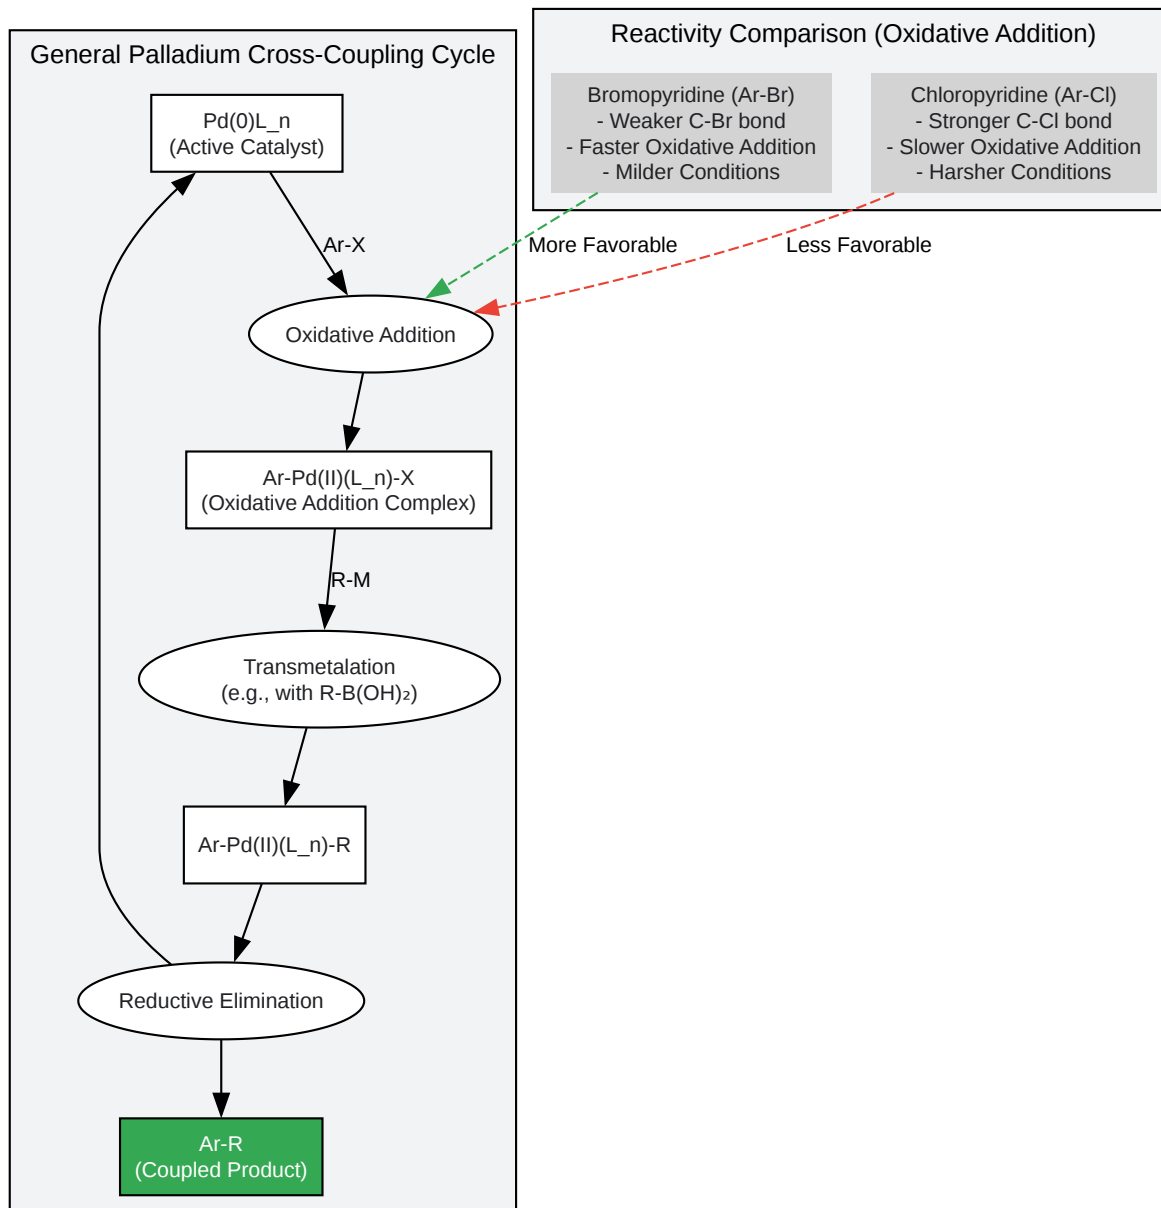 General Palladium Cross-Coupling Cycle
Pd(0)L_n
(Active Catalyst)
Ar-X
Oxidative Addition
Ar-Pd(II)(L_n)-X
(Oxidative Addition Complex)
R-M
Transmetalation
(e.g., with R-B(OH)₂)
Ar-Pd(II)(L_n)-R
Reductive Elimination
Ar-R
(Coupled Product)
Reactivity Comparison (Oxidative Addition)
Bromopyridine (Ar-Br)
- Weaker C-Br bond
- Faster Oxidative Addition
- Milder Conditions
Chloropyridine (Ar-Cl)
- Stronger C-Cl bond
- Slower Oxidative Addition
- Harsher Conditions
More Favorable
Less Favorable